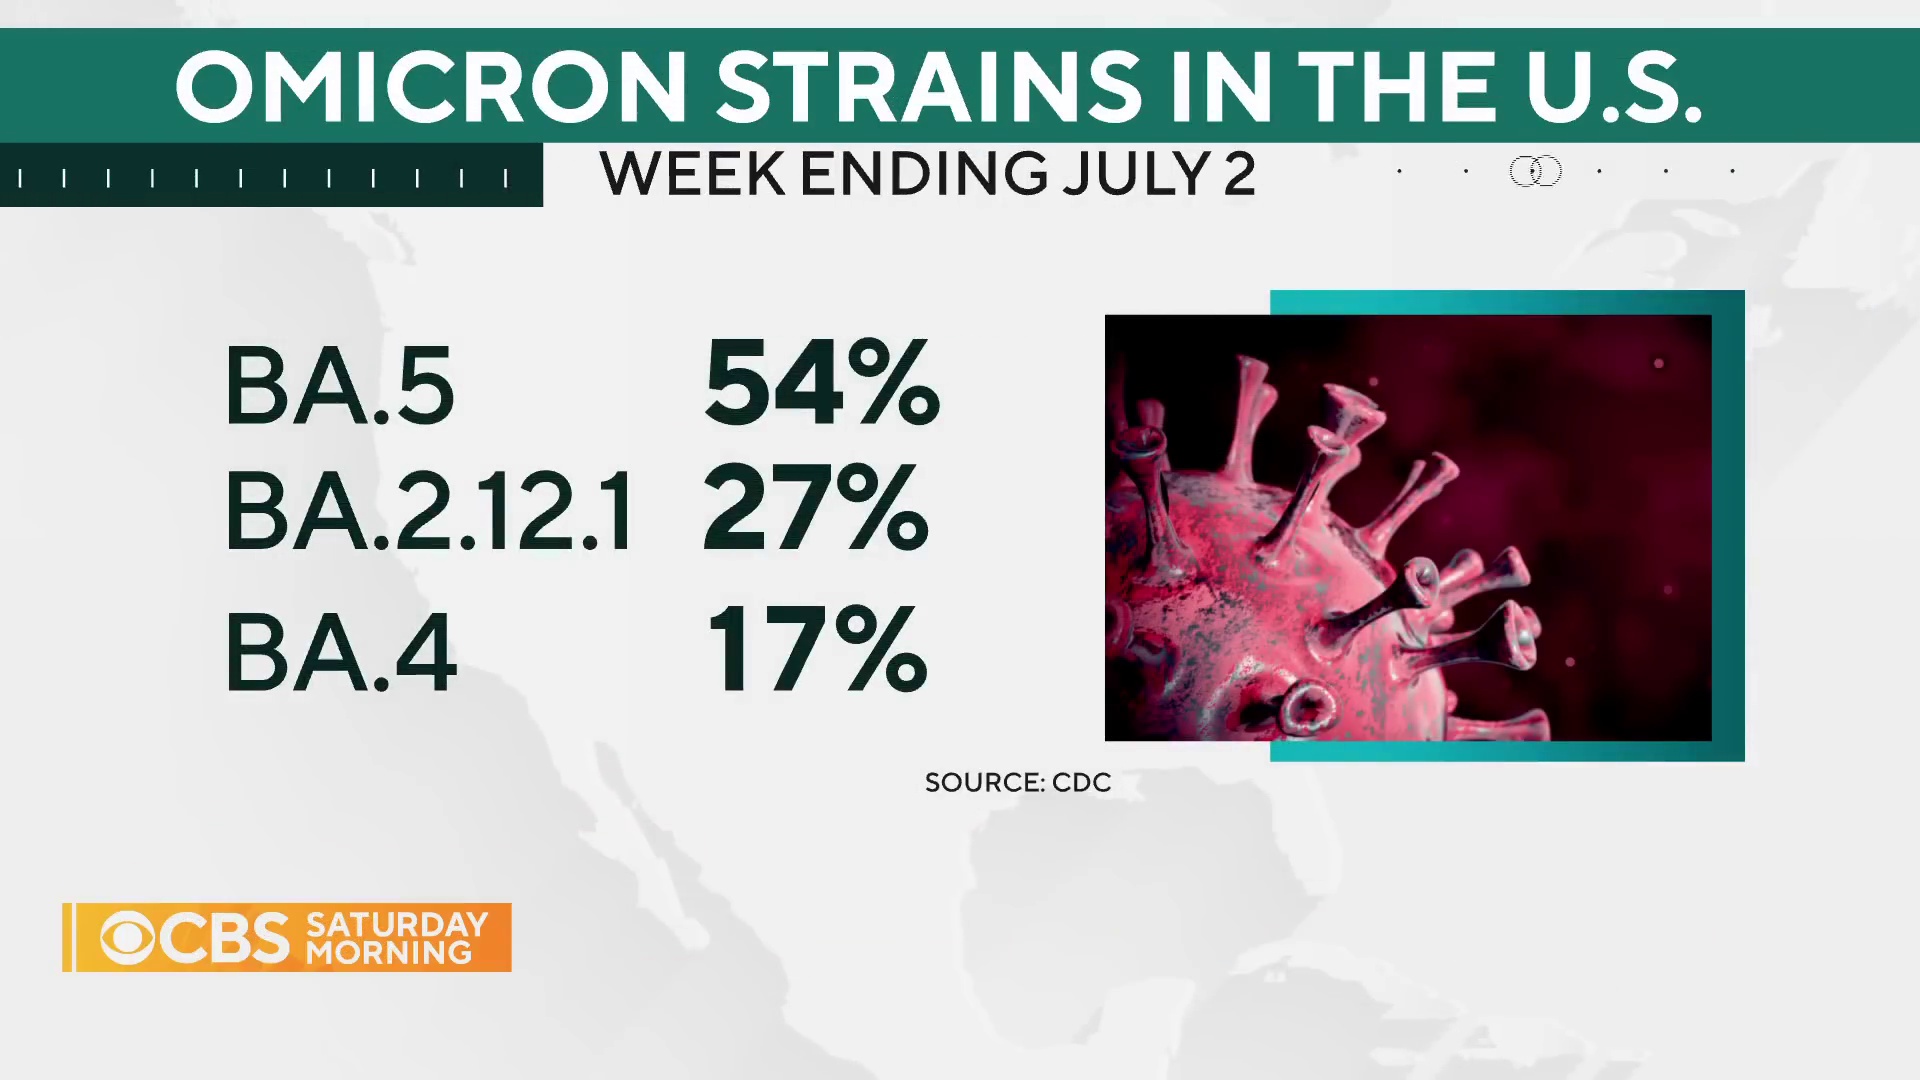 OMICRON STRAINS IN THE U.S.
WEEK ENDING JULY 2
BA.5 54%
BA.2.12.1 27%
BA.4 17%
SOURCE: CDC
CBS SATURDAY
MORNING